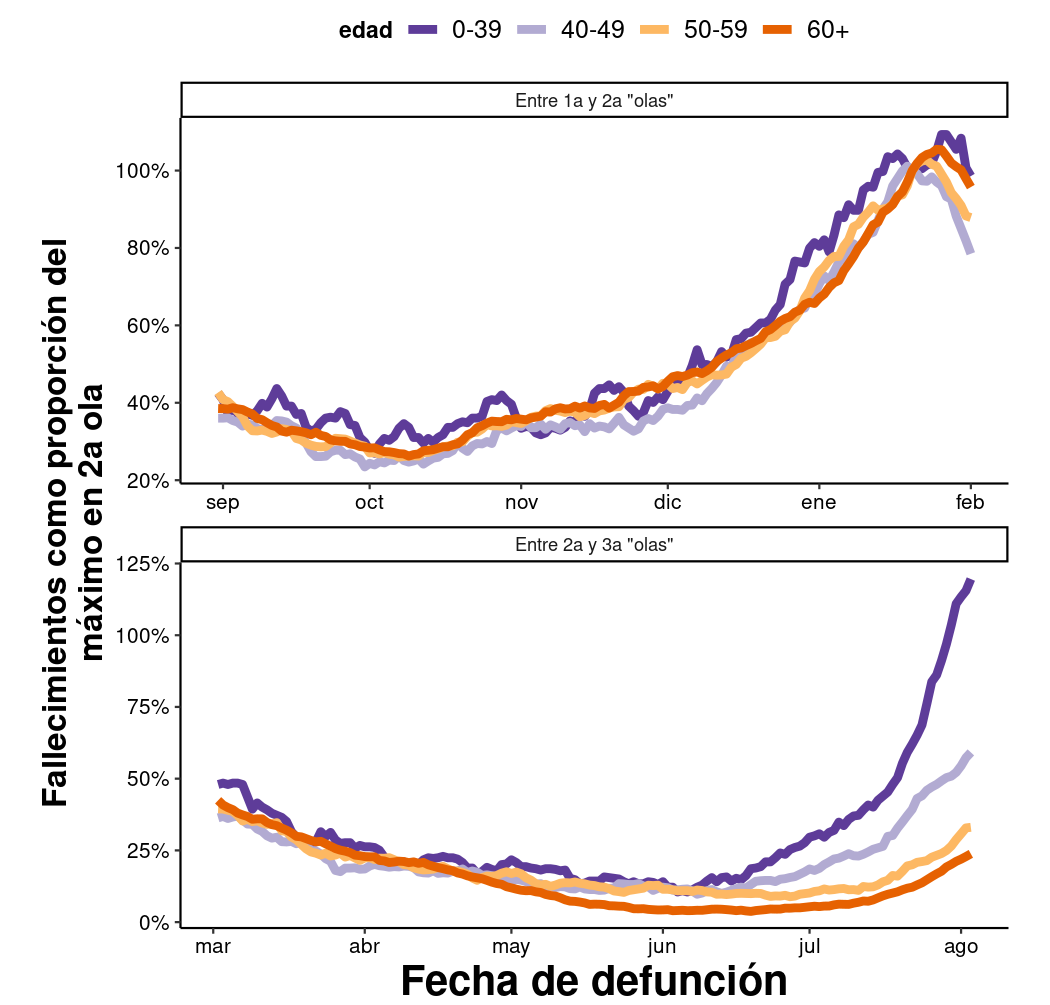 edad 0-39 40-49 50-59 60+
Entre 1a y 2a "olas"
100%
80%
60%
40%
20%
sep oct nov dic ene feb
Entre 2a y 3a "olas"
125%
100%
75%
50%
25%
0%
mar abr may jun jul ago
Fallecimientos como proporción del
máximo en 2a ola
Fecha de defunción